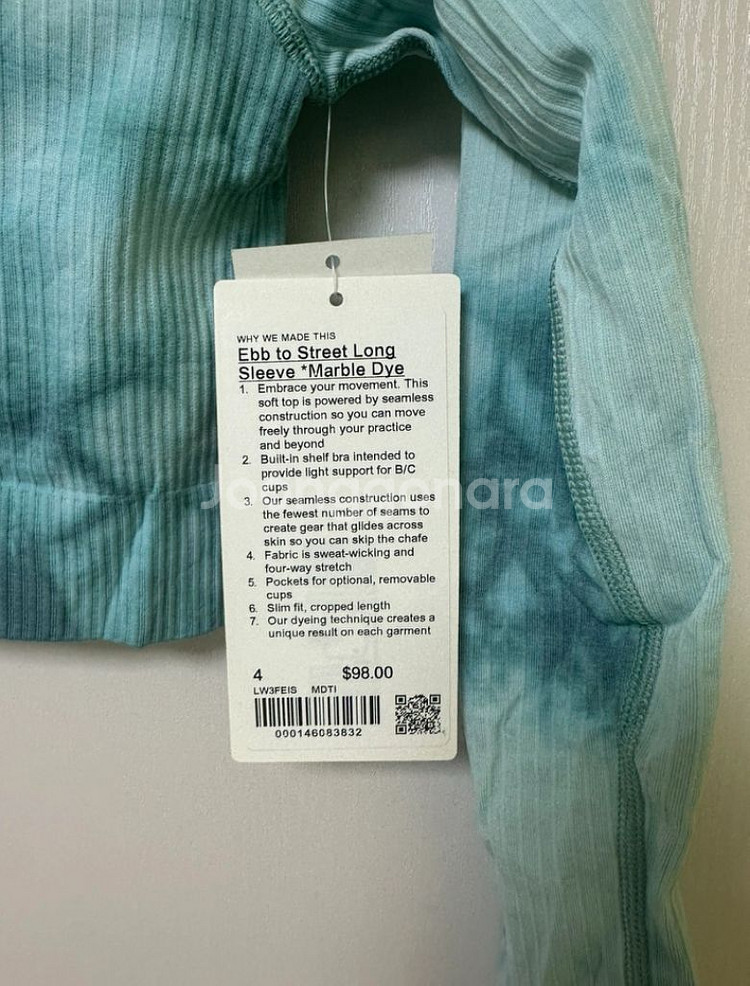 WHY WE MADE THIS
Ebb to Street Long
Sleeve *Marble Dye
1. Embrace your movement. This
soft top is powered by seamless
construction so you can move
freely through your practice
and beyond
2. Built-in shelf bra intended to
provide light support for B/C
cups
3. Our seamless construction uses
the fewest number of seams to
create gear that glides across
skin so you can skip the chafe
4. Fabric is sweat-wicking and
four-way stretch
5. Pockets for optional, removable
cups
6. Slim fit, cropped length
7. Our dyeing technique creates a
unique result on each garment
4 $98.00
LW3FEIS MDTI
000146083832
Joonggonara